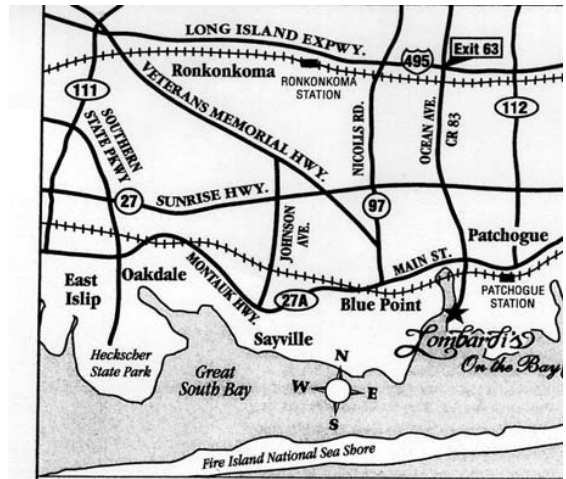 LONG ISLAND EXPWY.
495
Exit 63
Ronkonkoma
RONKONKOMA
STATION
111
112
VETERANS MEMORIAL HWY.
SOUTHERN
STATE PKWY
NICOLLS RD.
OCEAN AVE.
CR 83
27
SUNRISE HWY.
97
JOHNSON
AVE.
Patchogue
MAIN ST.
East
Islip
Oakdale
MONTAUK HWY.
27A
Blue Point
PATCHOGUE
STATION
Sayville
Lombardi's
On the Bay
Heckscher
State Park
Great
South Bay
N
W
E
S
Fire Island National Sea Shore